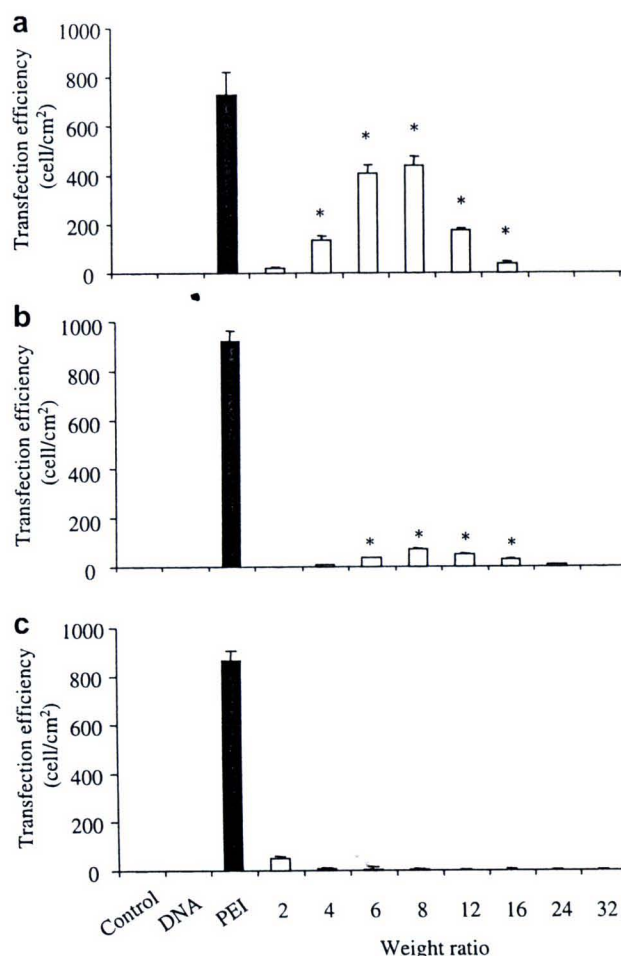 a
Transfection efficiency
(cell/cm²)
1000
800
600
400
200
0
*
*
*
*
*
b
Transfection efficiency
(cell/cm²)
1000
800
600
400
200
0
*
*
*
*
c
Transfection efficiency
(cell/cm²)
1000
800
600
400
200
0
Control DNA PEI 2 4 6 8 12 16 24 32
Weight ratio